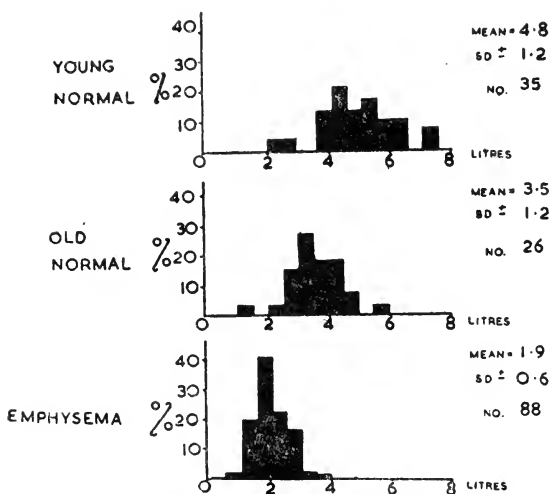 YOUNG NORMAL
%
40
30
20
10
0 2 4 6 8 LITRES
MEAN = 4·8
SD ± 1·2
NO. 35
OLD NORMAL
%
40
30
20
10
0 2 4 6 8 LITRES
MEAN = 3·5
SD ± 1·2
NO. 26
EMPHYSEMA
%
40
30
20
10
0 2 4 6 8 LITRES
MEAN = 1·9
SD ± 0·6
NO. 88